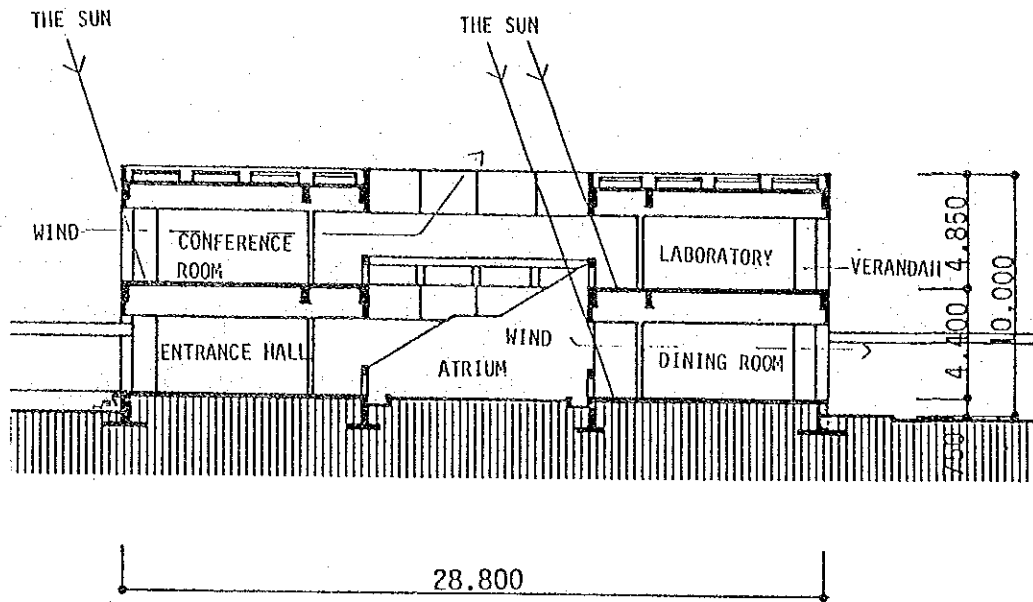 THE SUN
THE SUN
WIND
CONFERENCE
ROOM
LABORATORY
VERANDAH
ENTRANCE HALL
ATRIUM
WIND
DINING ROOM
4.850
4.400
750
10.000
28.800